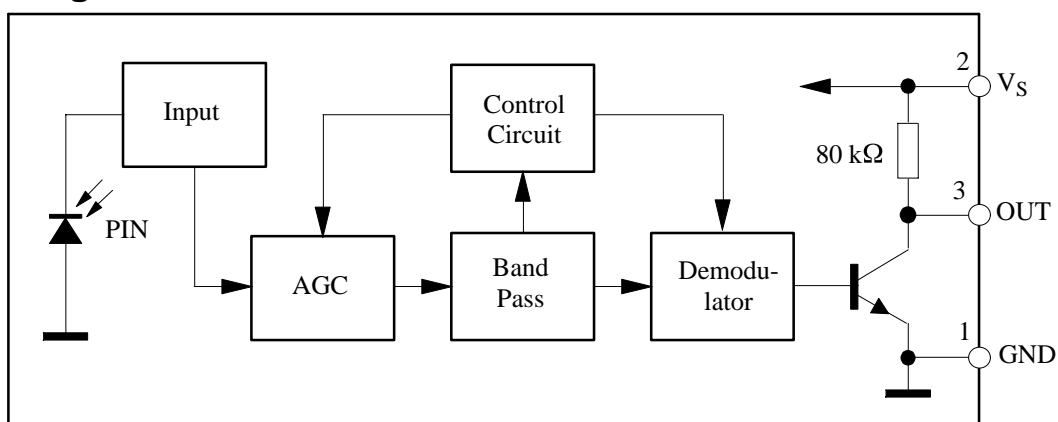 Input
Control
Circuit
2
V_S
80 kΩ
3
OUT
PIN
AGC
Band
Pass
Demodu-
lator
1
GND